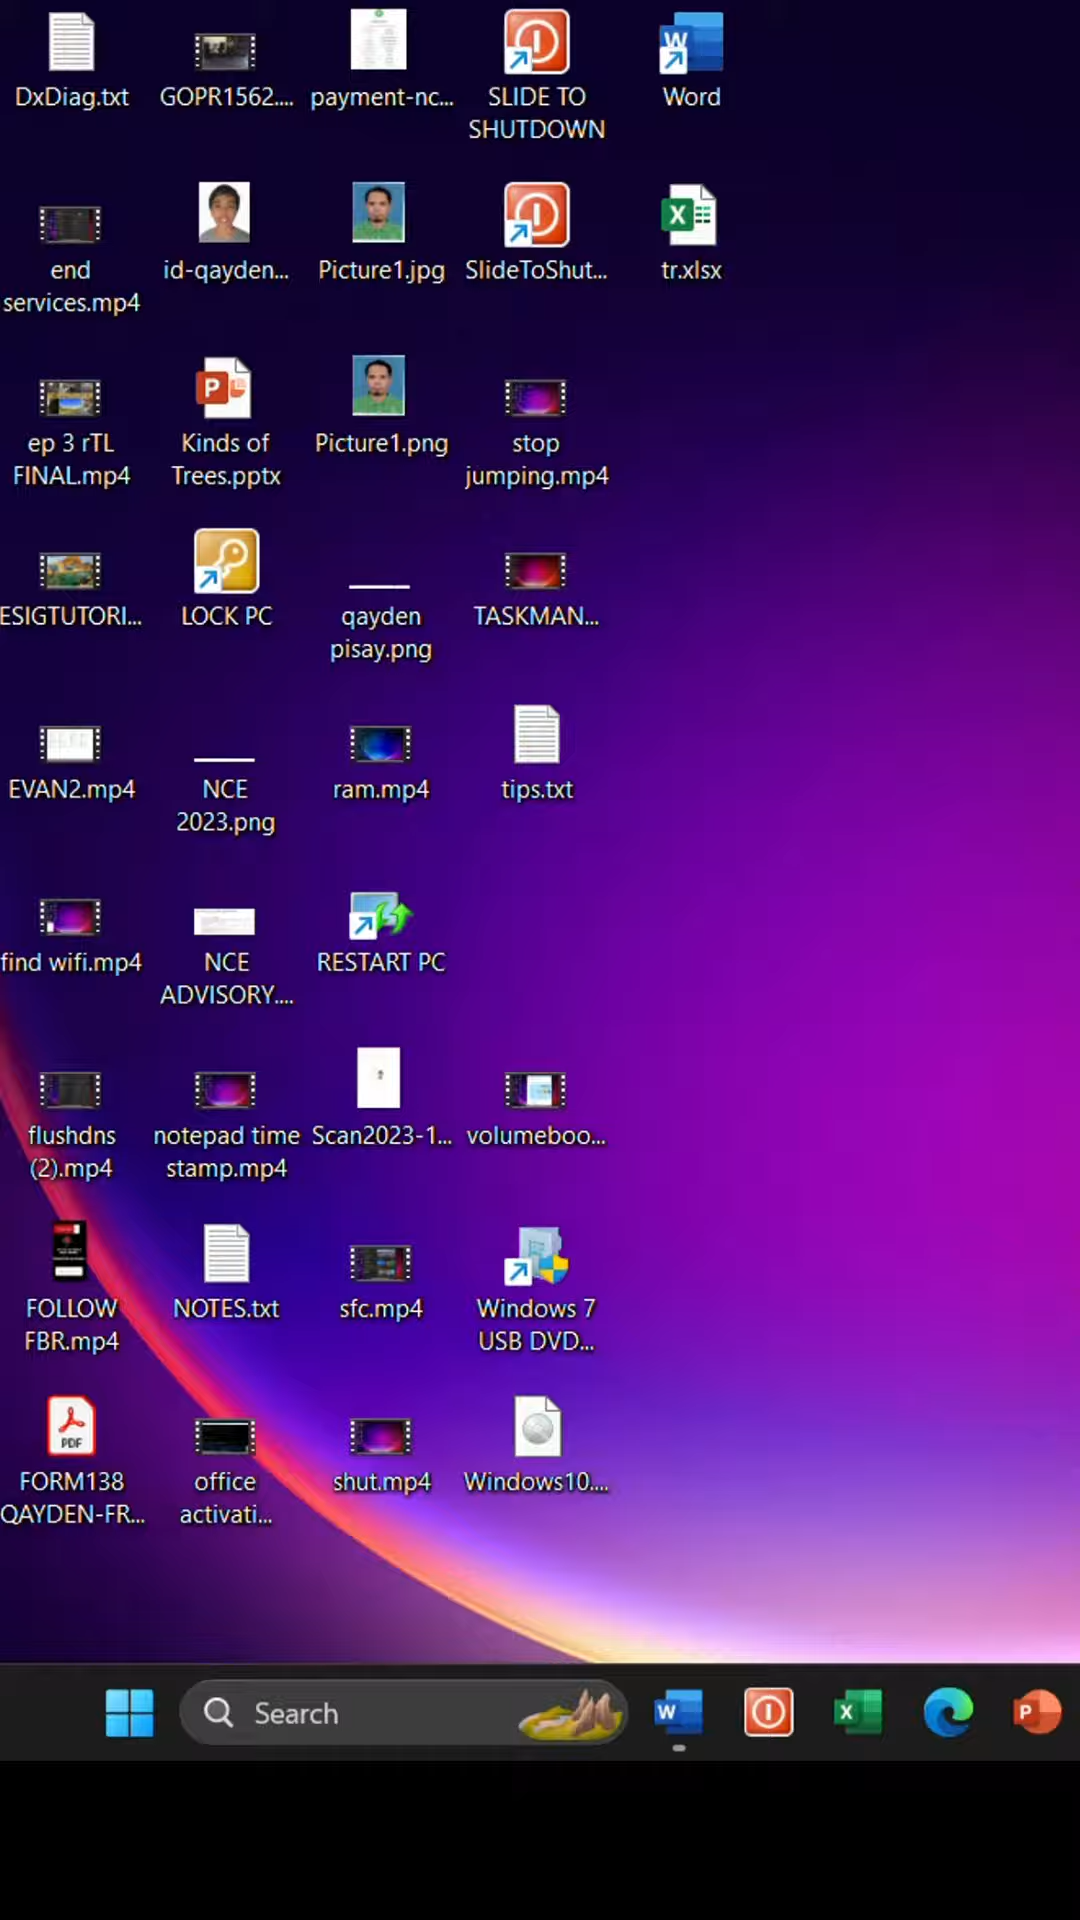 DxDiag.txt
GOPR1562....
payment-nc...
SLIDE TO
SHUTDOWN
Word
end
services.mp4
id-qayden...
Picture1.jpg
SlideToShut...
tr.xlsx
ep 3 rTL
FINAL.mp4
Kinds of
Trees.pptx
Picture1.png
stop
jumping.mp4
ESIGTUTORI...
LOCK PC
qayden
pisay.png
TASKMAN...
EVAN2.mp4
NCE
2023.png
ram.mp4
tips.txt
find wifi.mp4
NCE
ADVISORY....
RESTART PC
flushdns
(2).mp4
notepad time
stamp.mp4
Scan2023-1...
volumeboo...
FOLLOW
FBR.mp4
NOTES.txt
sfc.mp4
Windows 7
USB DVD...
PDF
FORM138
QAYDEN-FR...
office
activati...
shut.mp4
Windows10....
Search